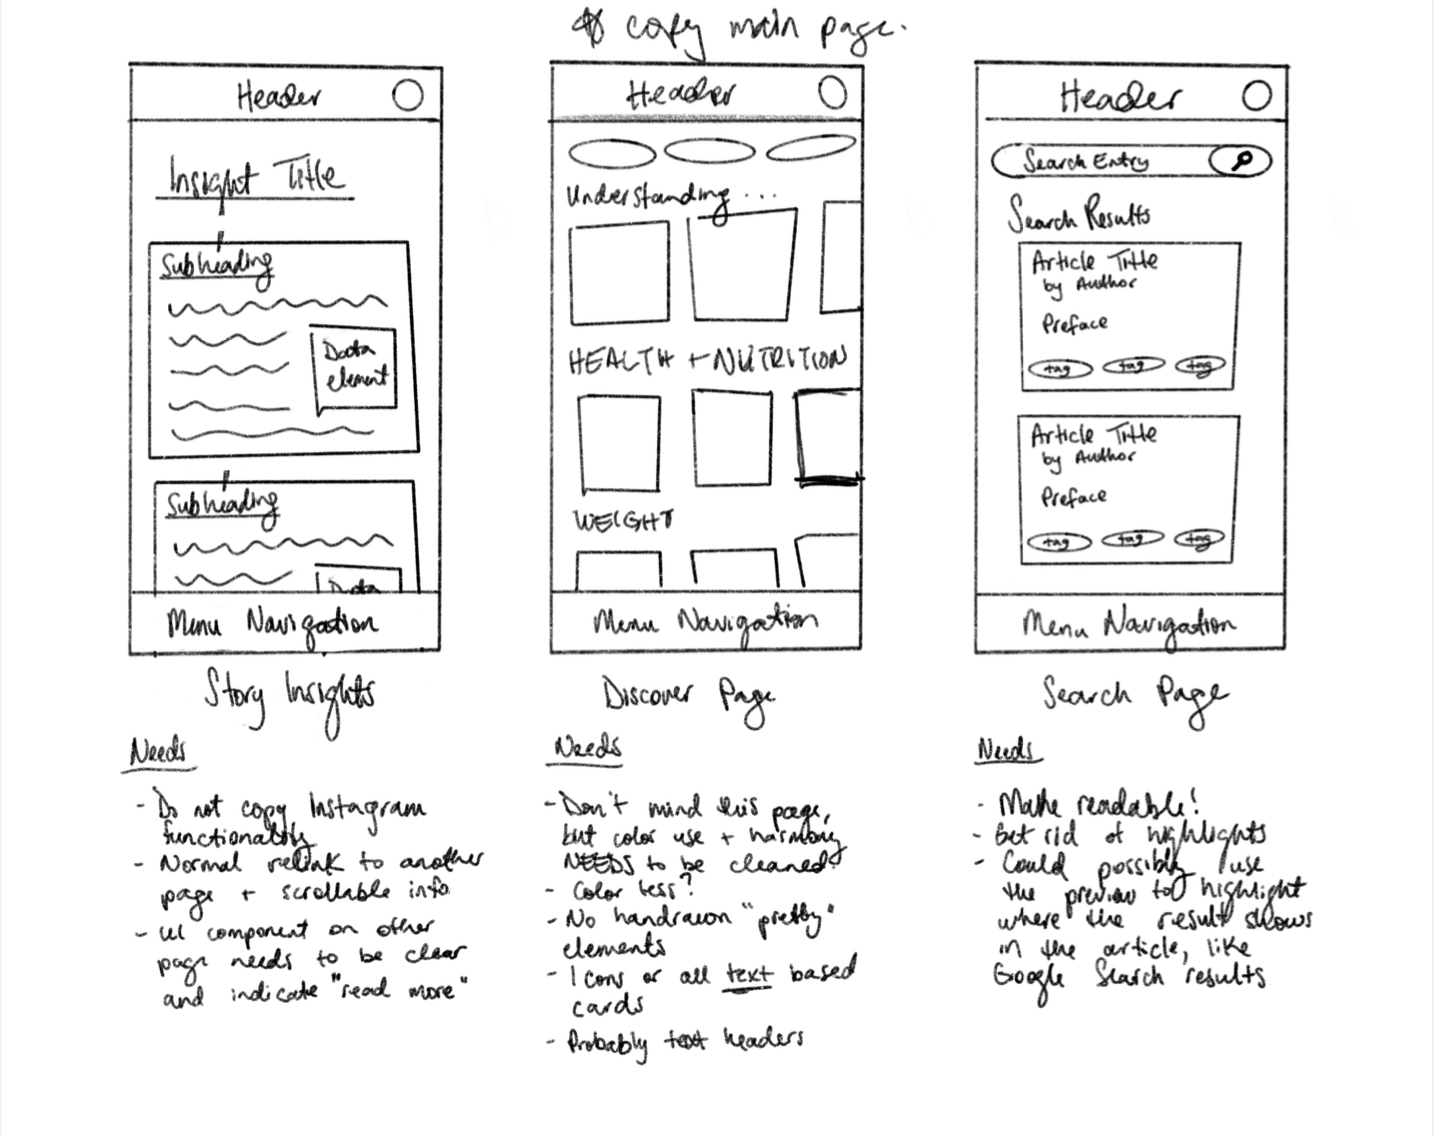 copy main page.
Header
Insight Title
Subheading
Data
element
Subheading
Data
Menu Navigation
Story Insights
Needs
- Do not copy Instagram
functionality
- Normal relink to another
page + scrollable info
- UI component on other
page needs to be clear
and indicate "read more"
Header
Understanding ...
HEALTH + NUTRITION
WEIGHT
Menu Navigation
Discover Page
Needs
- Don't mind this page,
but color use + harmony
NEEDS to be cleaned
- Color less?
- No handrawn "pretty"
elements
- Icons or all text based
cards
- Probably text headers
Header
Search Entry
Search Results
Article Title
by Author
Preface
tag tag tag
Article Title
by Author
Preface
tag tag tag
Menu Navigation
Search Page
Needs
- Make readable!
- Get rid of highlights
- Could possibly use
the preview to highlight
where the result shows
in the article, like
Google Search results